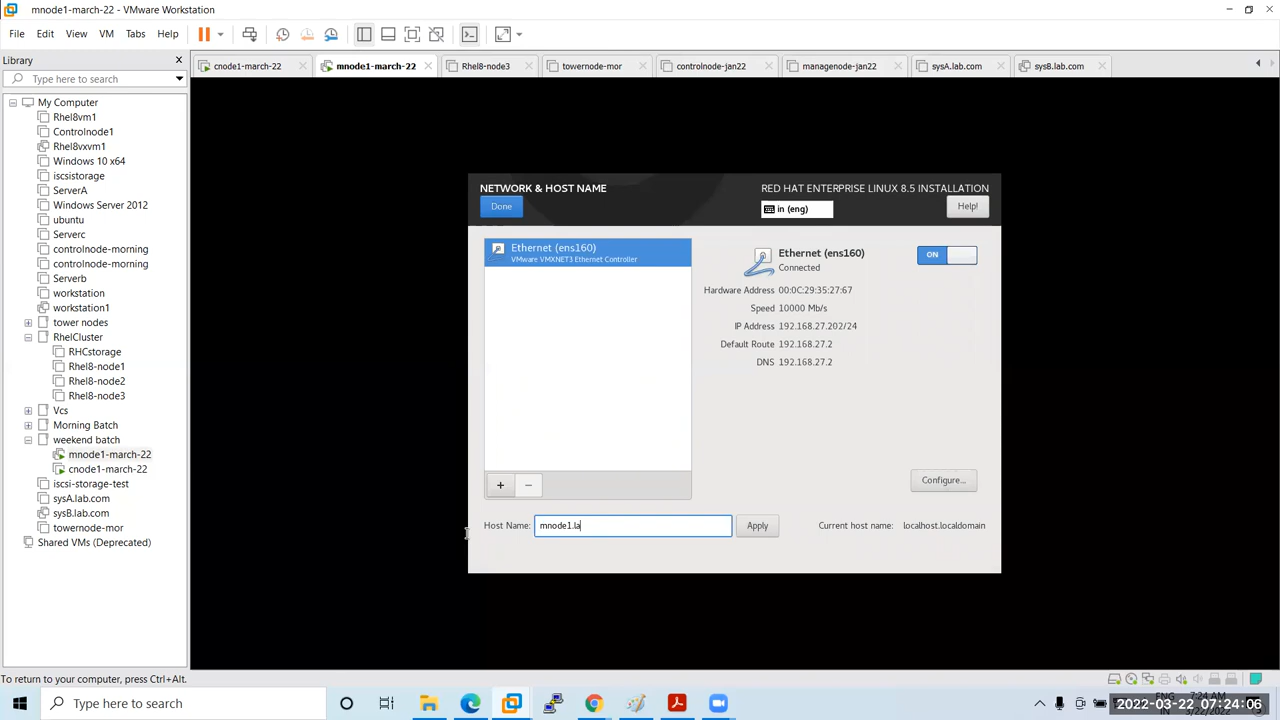 mnode1-march-22 - VMware Workstation
File Edit View VM Tabs Help
Library
Type here to search
My Computer
Rhel8vm1
Controlnode1
Rhel8vxvm1
Windows 10 x64
iscsistorage
ServerA
Windows Server 2012
ubuntu
Serverc
controlnode-morning
controlnode-morning
Serverb
workstation
workstation1
tower nodes
RhelCluster
RHCstorage
Rhel8-node1
Rhel8-node2
Rhel8-node3
Vcs
Morning Batch
weekend batch
mnode1-march-22
cnode1-march-22
iscsi-storage-test
sysA.lab.com
sysB.lab.com
towernode-mor
Shared VMs (Deprecated)
cnode1-march-22 mnode1-march-22 Rhel8-node3 towernode-mor controlnode-jan22 managenode-jan22 sysA.lab.com sysB.lab.com
NETWORK & HOST NAME
Done
RED HAT ENTERPRISE LINUX 8.5 INSTALLATION
in (eng)
Help!
Ethernet (ens160)
VMware VMXNET3 Ethernet Controller
Ethernet (ens160)
Connected
ON
Hardware Address 00:0C:29:35:27:67
Speed 10000 Mb/s
IP Address 192.168.27.202/24
Default Route 192.168.27.2
DNS 192.168.27.2
+ −
Configure...
Host Name: mnode1.la Apply Current host name: localhost.localdomain
To return to your computer, press Ctrl+Alt.
Type here to search
ENG 7:24 AM
IN 3/22/2022
2022-03-22 07:24:06